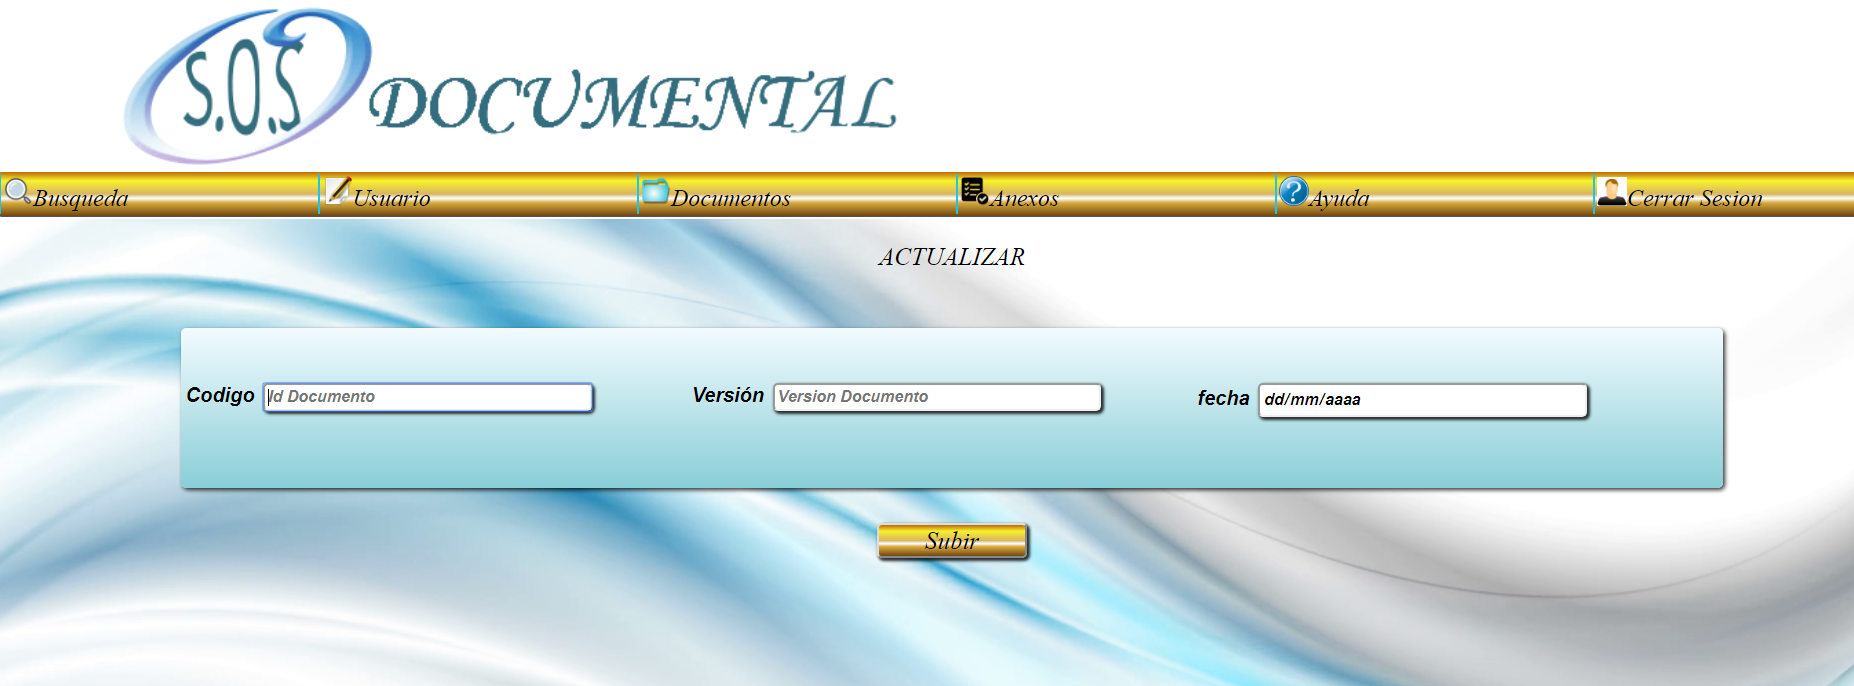 S.O.S DOCUMENTAL
Busqueda Usuario Documentos Anexos Ayuda Cerrar Sesion
ACTUALIZAR
Codigo Id Documento Versión Version Documento fecha dd/mm/aaaa
Subir